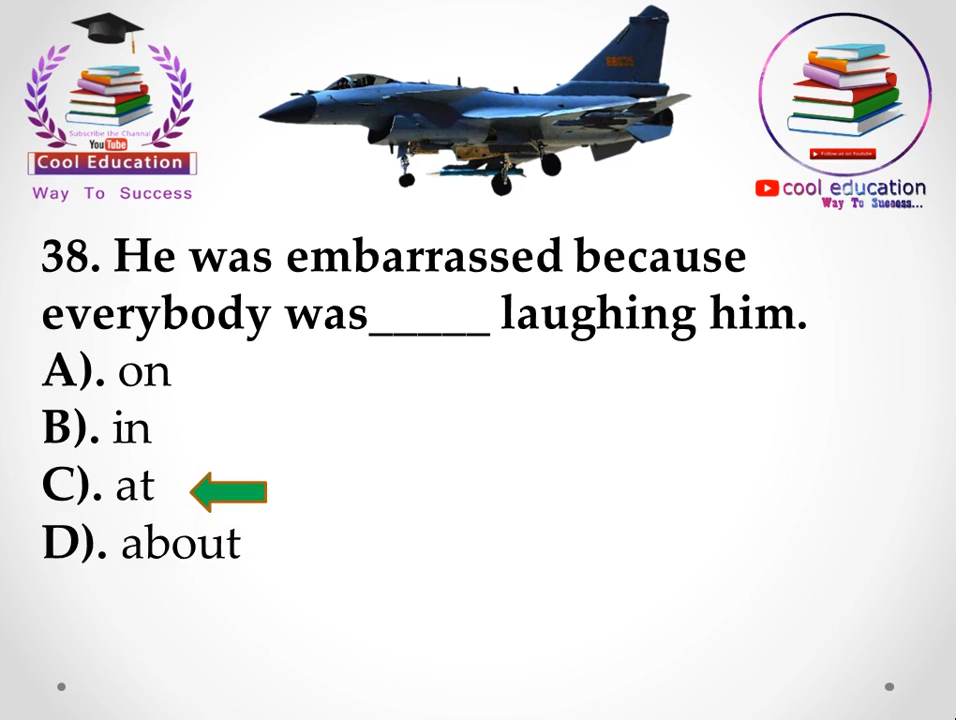 Subscribe the Channel
YouTube
Cool Education
Way To Success
Follow us on Youtube
cool education
Way To Success...
38. He was embarrassed because
everybody was_____ laughing him.
A). on
B). in
C). at
D). about